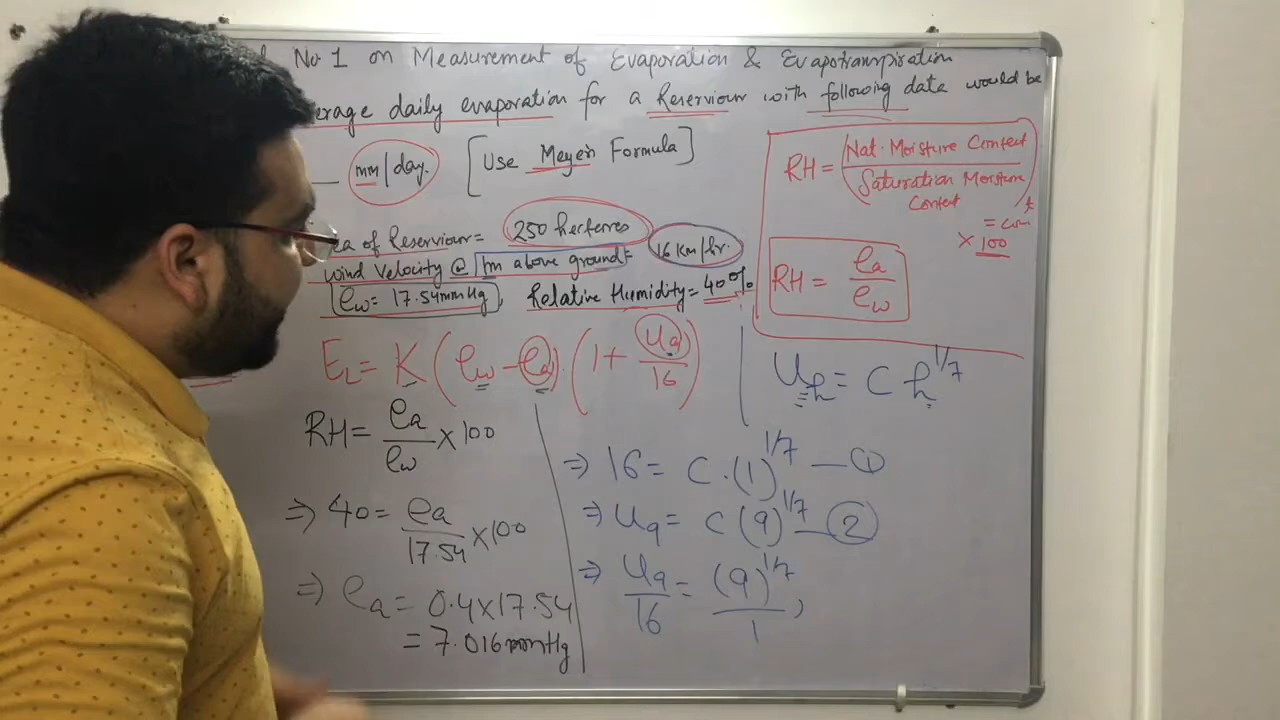 No 1 on Measurement of Evaporation & Evapotranspiration
erage daily evaporation for a Reserviour with following data would be
mm/day. [Use Meyer's Formula]
ea of Reserviour = 250 hectares
wind velocity @ 1m above ground = 16 Km/hr.
ew = 17.54mmHg, Relative Humidity = 40%
EL = K (ew - ea) (1 + u9/16)
RH = ea/ew × 100
⇒ 40 = ea/17.54 × 100
⇒ ea = 0.4×17.54
= 7.016mmHg
RH = Nat. Moisture Content/Saturation Moisture Content
× 100
RH = ea/ew
Uh = C h^1/7
⇒ 16 = C·(1)^1/7 — ①
⇒ U9 = C (9)^1/7 — ②
⇒ U9/16 = (9)^1/7/1,